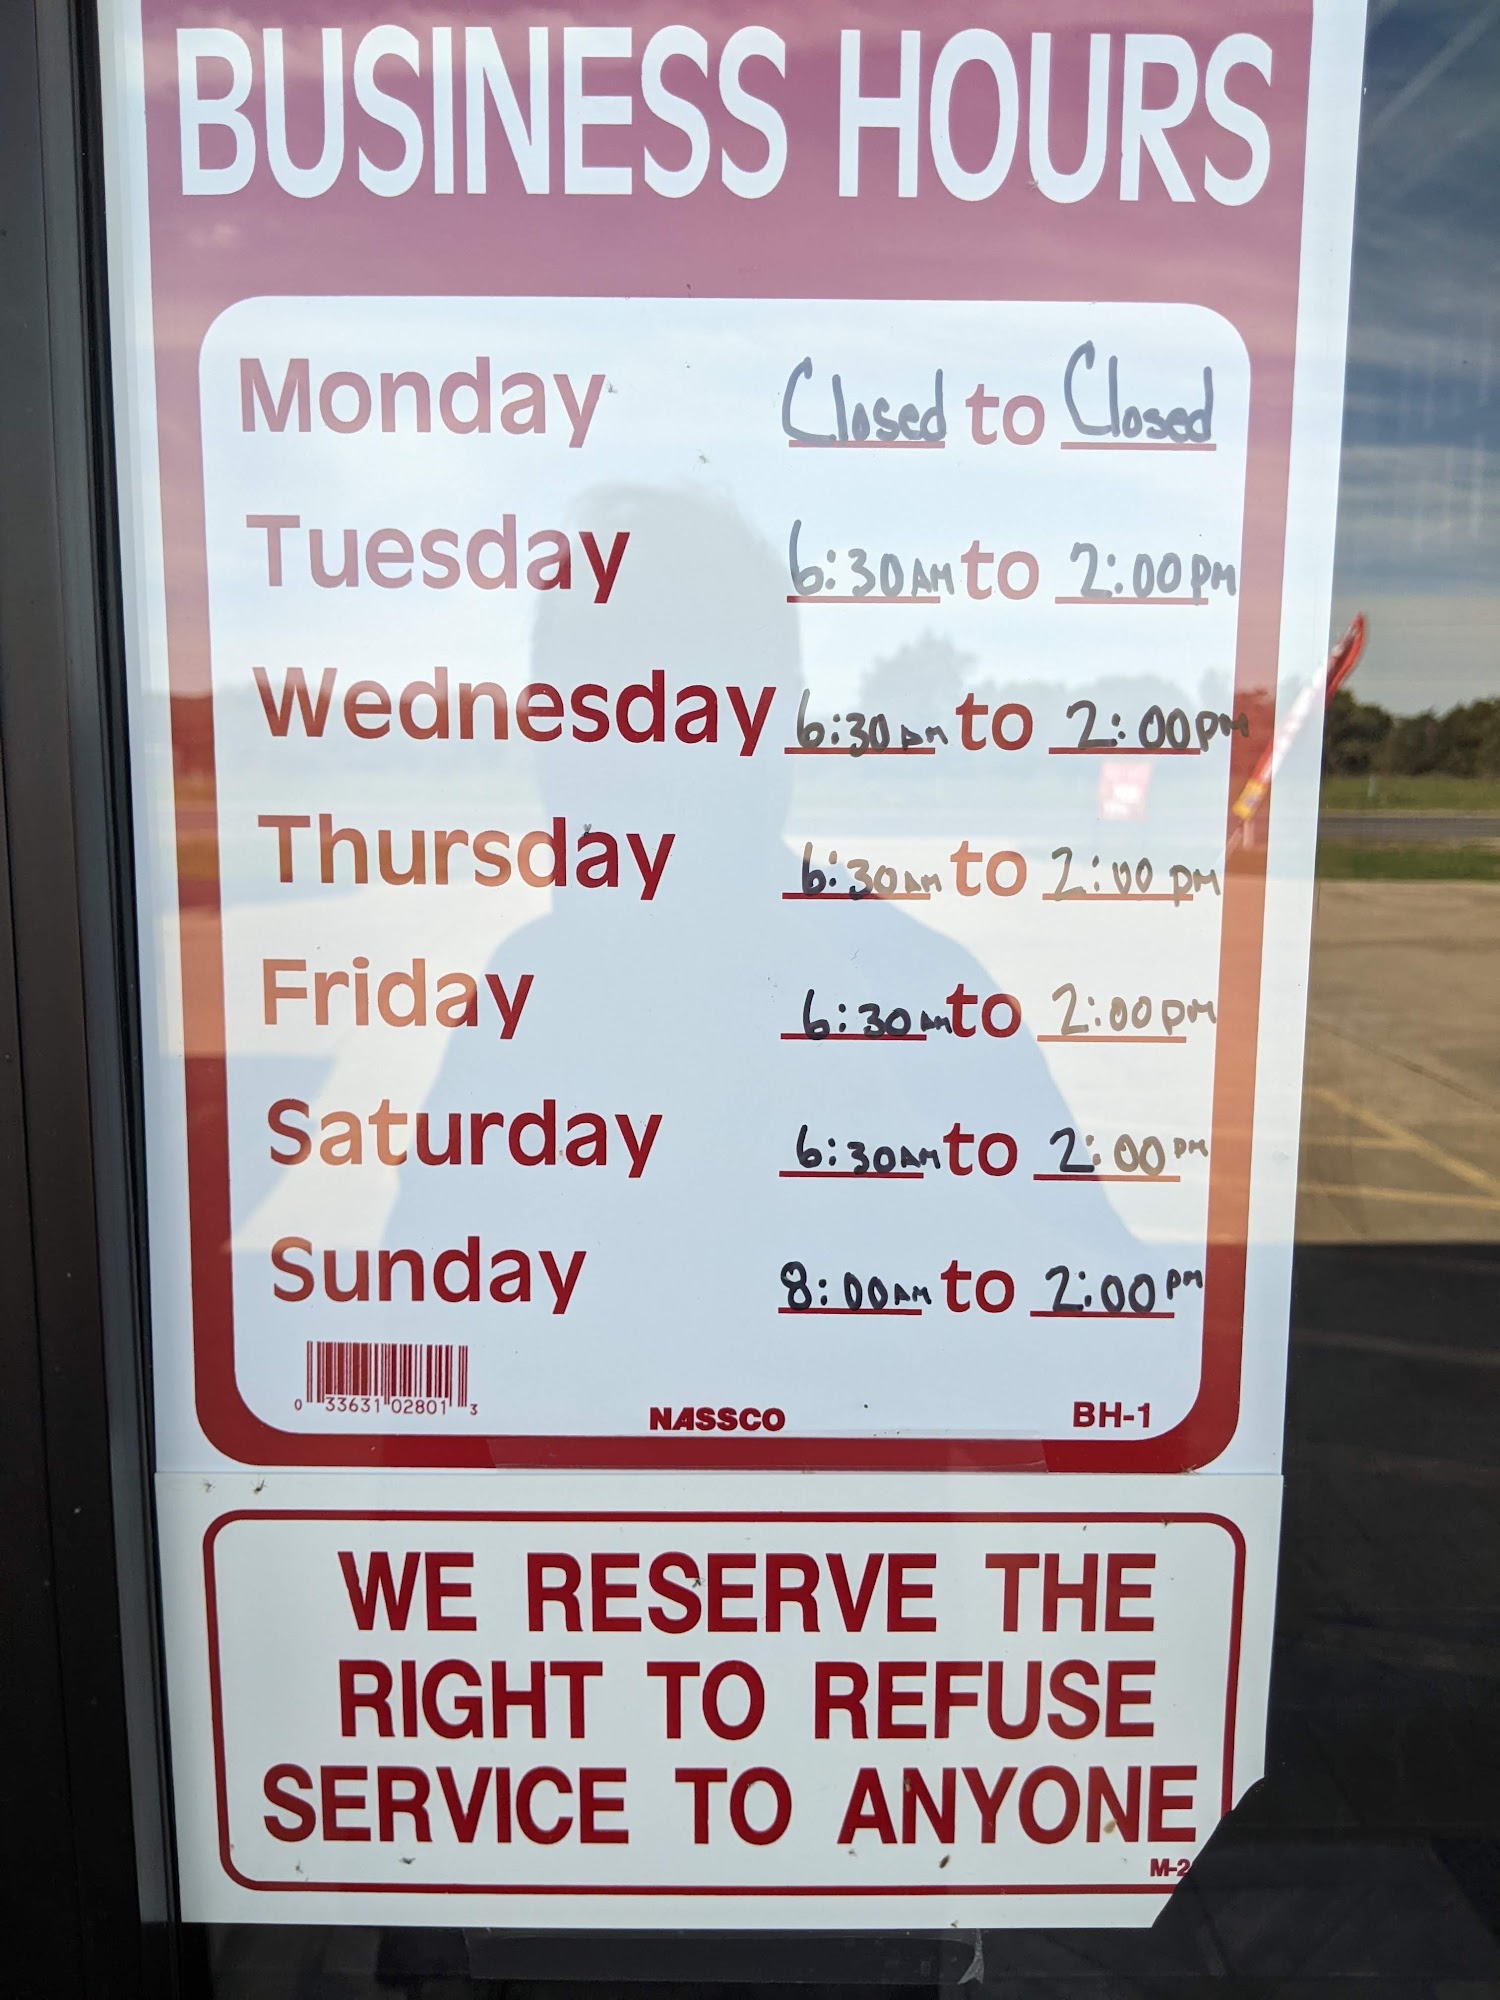 BUSINESS HOURS
Monday Closed to Closed
Tuesday 6:30AM to 2:00PM
Wednesday 6:30AM to 2:00PM
Thursday 6:30AM to 2:00PM
Friday 6:30AM to 2:00PM
Saturday 6:30AM to 2:00PM
Sunday 8:00AM to 2:00PM
0 33631 02801 3
NASSCO BH-1
WE RESERVE THE
RIGHT TO REFUSE
SERVICE TO ANYONE